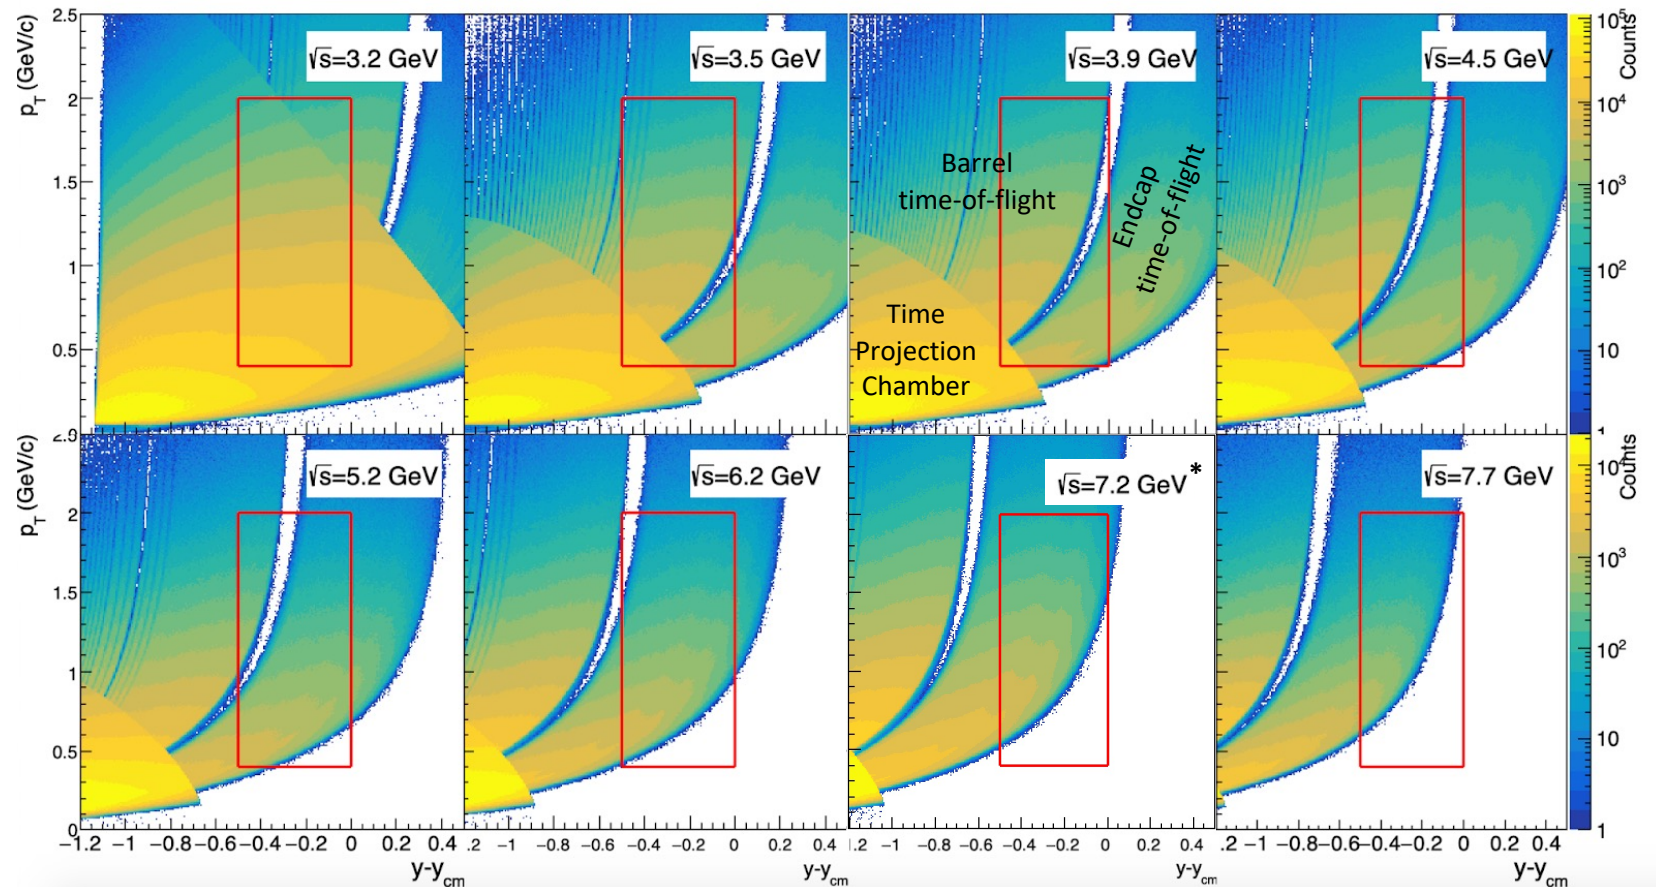 2.5
2
1.5
1
0.5
p_T (GeV/c)
√s=3.2 GeV
√s=3.5 GeV
√s=3.9 GeV
√s=4.5 GeV
Barrel
time-of-flight
Endcap
time-of-flight
Time
Projection
Chamber
Counts
10^5
10^4
10^3
10^2
10
1
2
1.5
1
0.5
0
p_T (GeV/c)
√s=5.2 GeV
√s=6.2 GeV
√s=7.2 GeV*
√s=7.7 GeV
Counts
10^4
10^3
10^2
10
1
−1.2 −1 −0.8 −0.6 −0.4 −0.2 0 0.2 0.4
.2 −1 −0.8 −0.6 −0.4 −0.2 0 0.2 0.4
.2 −1 −0.8 −0.6 −0.4 −0.2 0 0.2 0.4
.2 −1 −0.8 −0.6 −0.4 −0.2 0 0.2 0.4
y-y_cm
y-y_cm
y-y_cm
y-y_cm